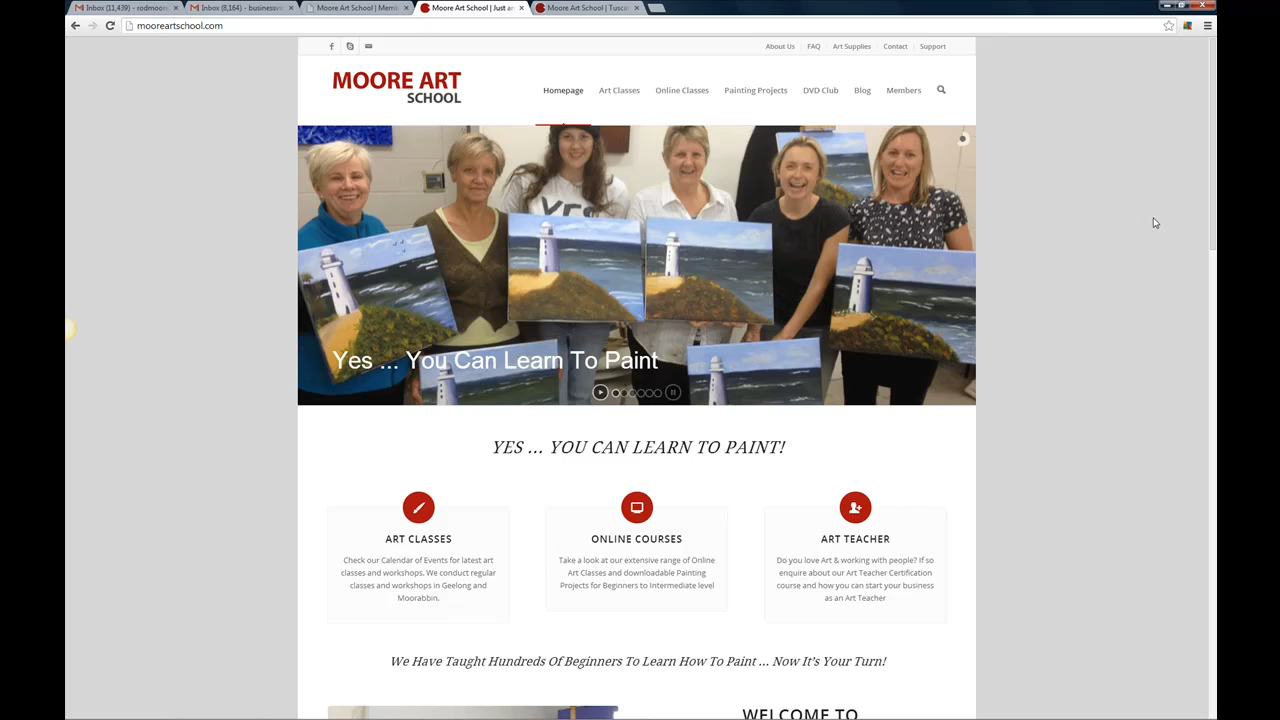 Inbox (11,439) - rodmoore
Inbox (8,164) - businessve
Moore Art School | Memb
Moore Art School | Just an
Moore Art School | Tuscan
mooreartschool.com
About Us
FAQ
Art Supplies
Contact
Support
MOORE ART
SCHOOL
Homepage
Art Classes
Online Classes
Painting Projects
DVD Club
Blog
Members
YES
Yes ... You Can Learn To Paint
YES … YOU CAN LEARN TO PAINT!
ART CLASSES
Check our Calendar of Events for latest art
classes and workshops. We conduct regular
classes and workshops in Geelong and
Moorabbin.
ONLINE COURSES
Take a look at our extensive range of Online
Art Classes and downloadable Painting
Projects for Beginners to Intermediate level
ART TEACHER
Do you love Art & working with people? If so
enquire about our Art Teacher Certification
course and how you can start your business
as an Art Teacher
We Have Taught Hundreds Of Beginners To Learn How To Paint … Now It's Your Turn!
WELCOME TO